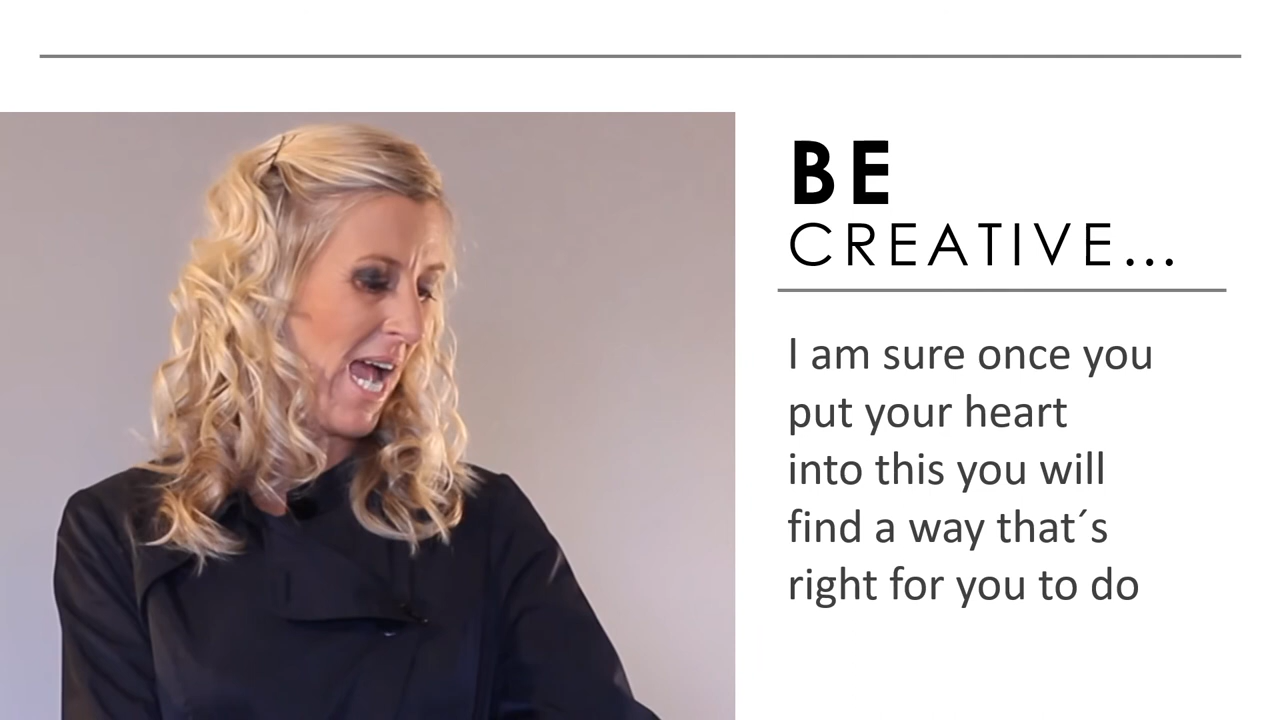 BE
CREATIVE...
I am sure once you
put your heart
into this you will
find a way that´s
right for you to do